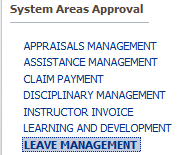 System Areas Approval
APPRAISALS MANAGEMENT
ASSISTANCE MANAGEMENT
CLAIM PAYMENT
DISCIPLINARY MANAGEMENT
INSTRUCTOR INVOICE
LEARNING AND DEVELOPMENT
LEAVE MANAGEMENT